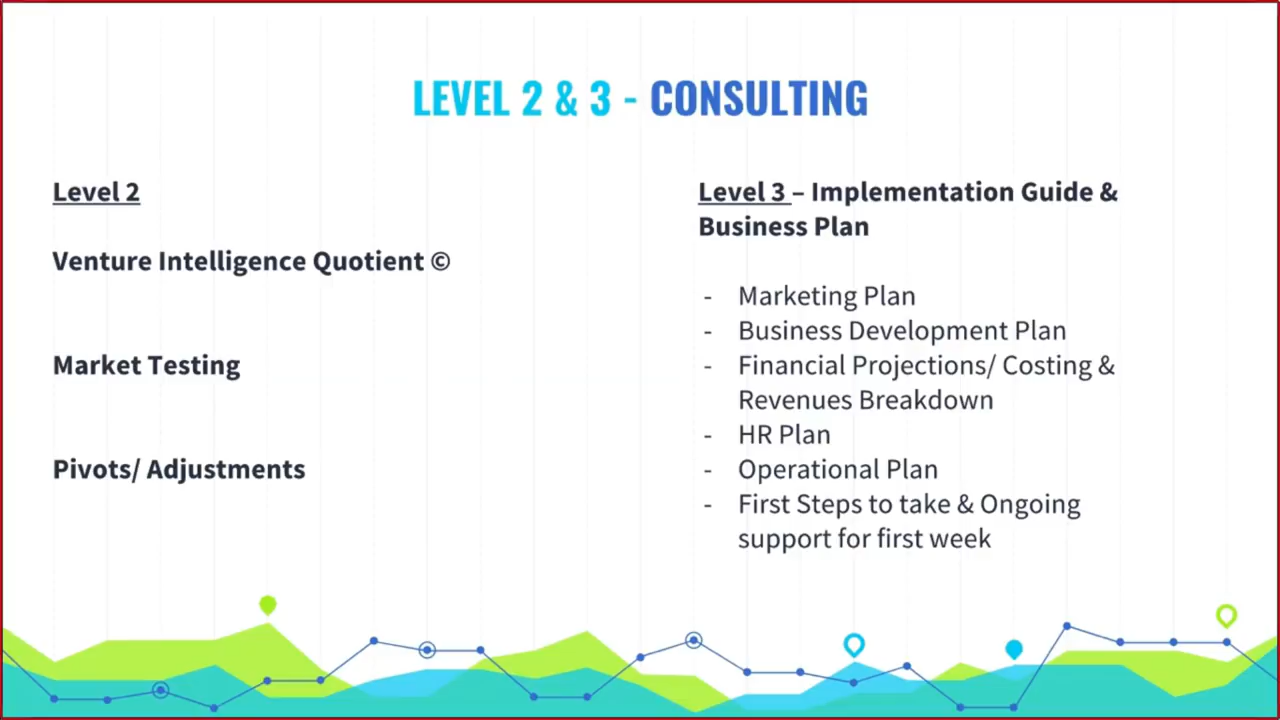 LEVEL 2 & 3 - CONSULTING
Level 2
Venture Intelligence Quotient ©
Market Testing
Pivots/ Adjustments
Level 3 – Implementation Guide &
Business Plan
- Marketing Plan
- Business Development Plan
- Financial Projections/ Costing &
Revenues Breakdown
- HR Plan
- Operational Plan
- First Steps to take & Ongoing
support for first week